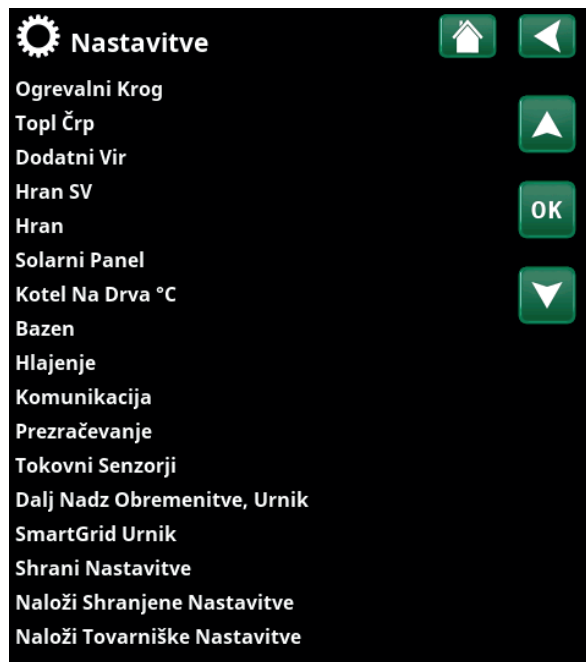 Nastavitve
Ogrevalni Krog
Topl Črp
Dodatni Vir
Hran SV
Hran
Solarni Panel
Kotel Na Drva °C
Bazen
Hlajenje
Komunikacija
Prezračevanje
Tokovni Senzorji
Dalj Nadz Obremenitve, Urnik
SmartGrid Urnik
Shrani Nastavitve
Naloži Shranjene Nastavitve
Naloži Tovarniške Nastavitve
OK